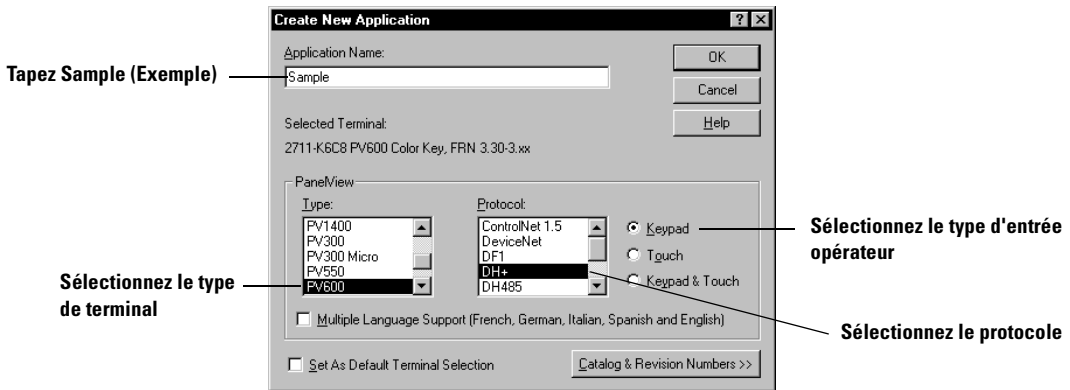 Create New Application
Application Name:
Tapez Sample (Exemple)
Sample
OK
Cancel
Help
Selected Terminal:
2711-K6C8 PV600 Color Key, FRN 3.30-3.xx
PanelView
Type:
PV1400
PV300
PV300 Micro
PV550
PV600
Protocol:
ControlNet 1.5
DeviceNet
DF1
DH+
DH485
Keypad
Touch
Keypad & Touch
Sélectionnez le type d'entrée
opérateur
Sélectionnez le type
de terminal
Multiple Language Support (French, German, Italian, Spanish and English)
Sélectionnez le protocole
Set As Default Terminal Selection
Catalog & Revision Numbers >>